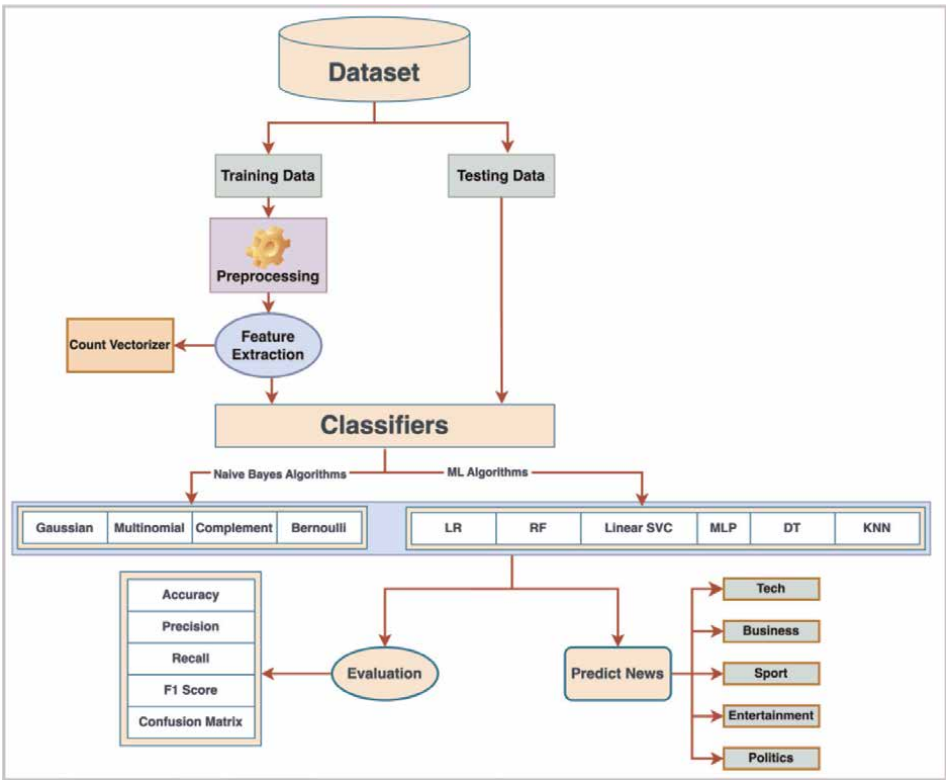 Dataset
Training Data
Testing Data
Preprocessing
Count Vectorizer
Feature
Extraction
Classifiers
Naive Bayes Algorithms
ML Algorithms
Gaussian
Multinomial
Complement
Bernoulli
LR
RF
Linear SVC
MLP
DT
KNN
Accuracy
Precision
Recall
F1 Score
Confusion Matrix
Evaluation
Predict News
Tech
Business
Sport
Entertainment
Politics